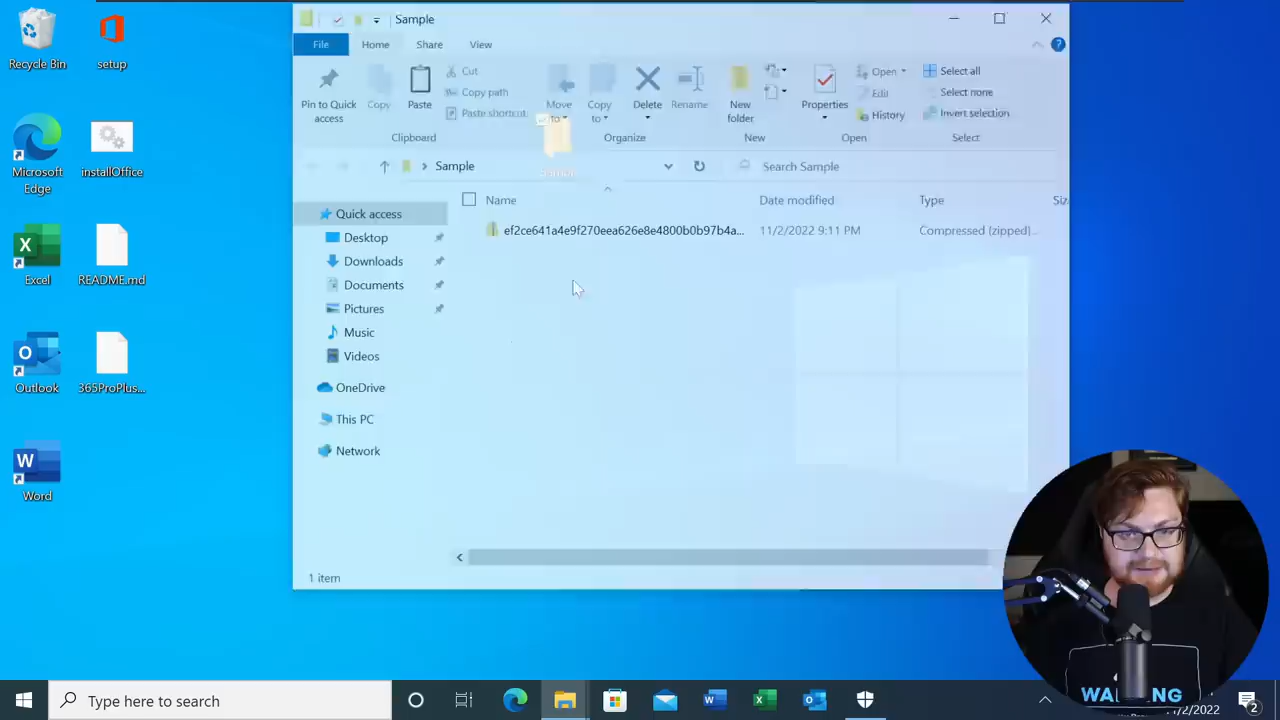 Sample
File
Home
Share
View
Pin to Quick access
Copy
Paste
Cut
Copy path
Paste shortcut
Clipboard
Move to
Copy to
Delete
Rename
Organize
New folder
New
Properties
Open
Edit
History
Open
Select all
Select none
Invert selection
Select
Sample
Search Sample
Name
Date modified
Type
ef2ce641a4e9f270eea626e8e4800b0b97b4a...
11/2/2022 9:11 PM
Compressed (zipped)...
Quick access
Desktop
Downloads
Documents
Pictures
Music
Videos
OneDrive
This PC
Network
1 item
Recycle Bin
setup
Microsoft Edge
installOffice
Excel
README.md
Outlook
365ProPlus...
Word
Type here to search
11/2/2022
2